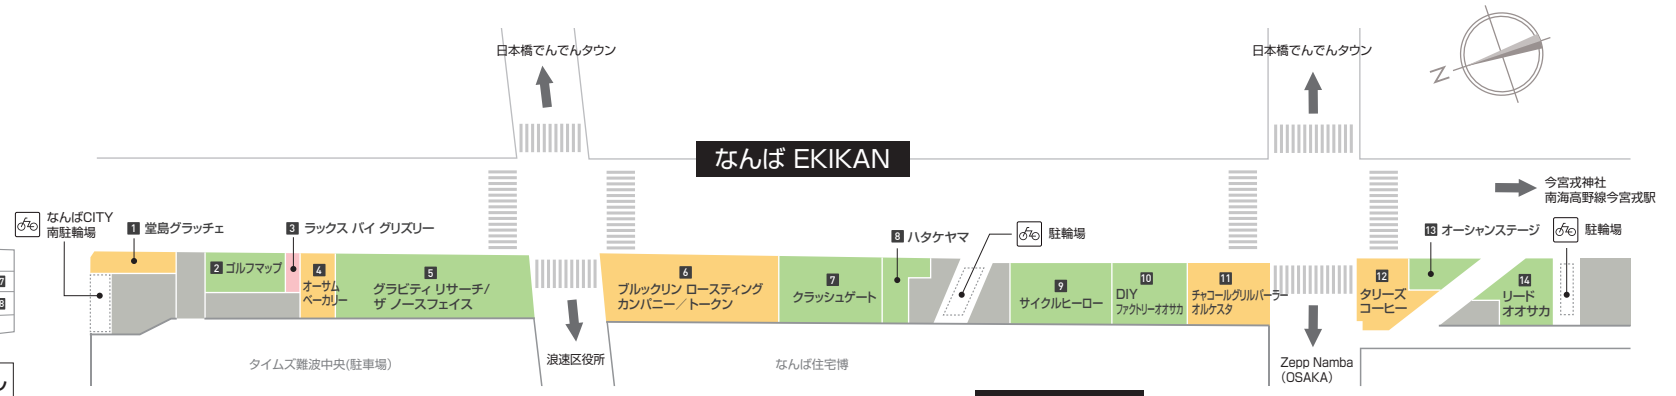 日本橋でんでんタウン
日本橋でんでんタウン
N
なんば EKIKAN
今宮戎神社
南海高野線今宮戎駅
なんばCITY
南駐輪場
1 堂島グラッチェ
3 ラックス バイ グリズリー
8 ハタケヤマ
駐輪場
13 オーシャンステージ
駐輪場
2 ゴルフマップ
4
オーサム
ベーカリー
5
グラビティ リサーチ/
ザ ノースフェイス
6
ブルックリン ロースティング
カンパニー／トークン
7
クラッシュゲート
9
サイクルヒーロー
10
DIY
ファクトリーオオサカ
11
チャコールグリルパーラー
オルケスタ
12
タリーズ
コーヒー
14
リード
オオサカ
タイムズ難波中央(駐車場)
浪速区役所
なんば住宅博
Zepp Namba
(OSAKA)